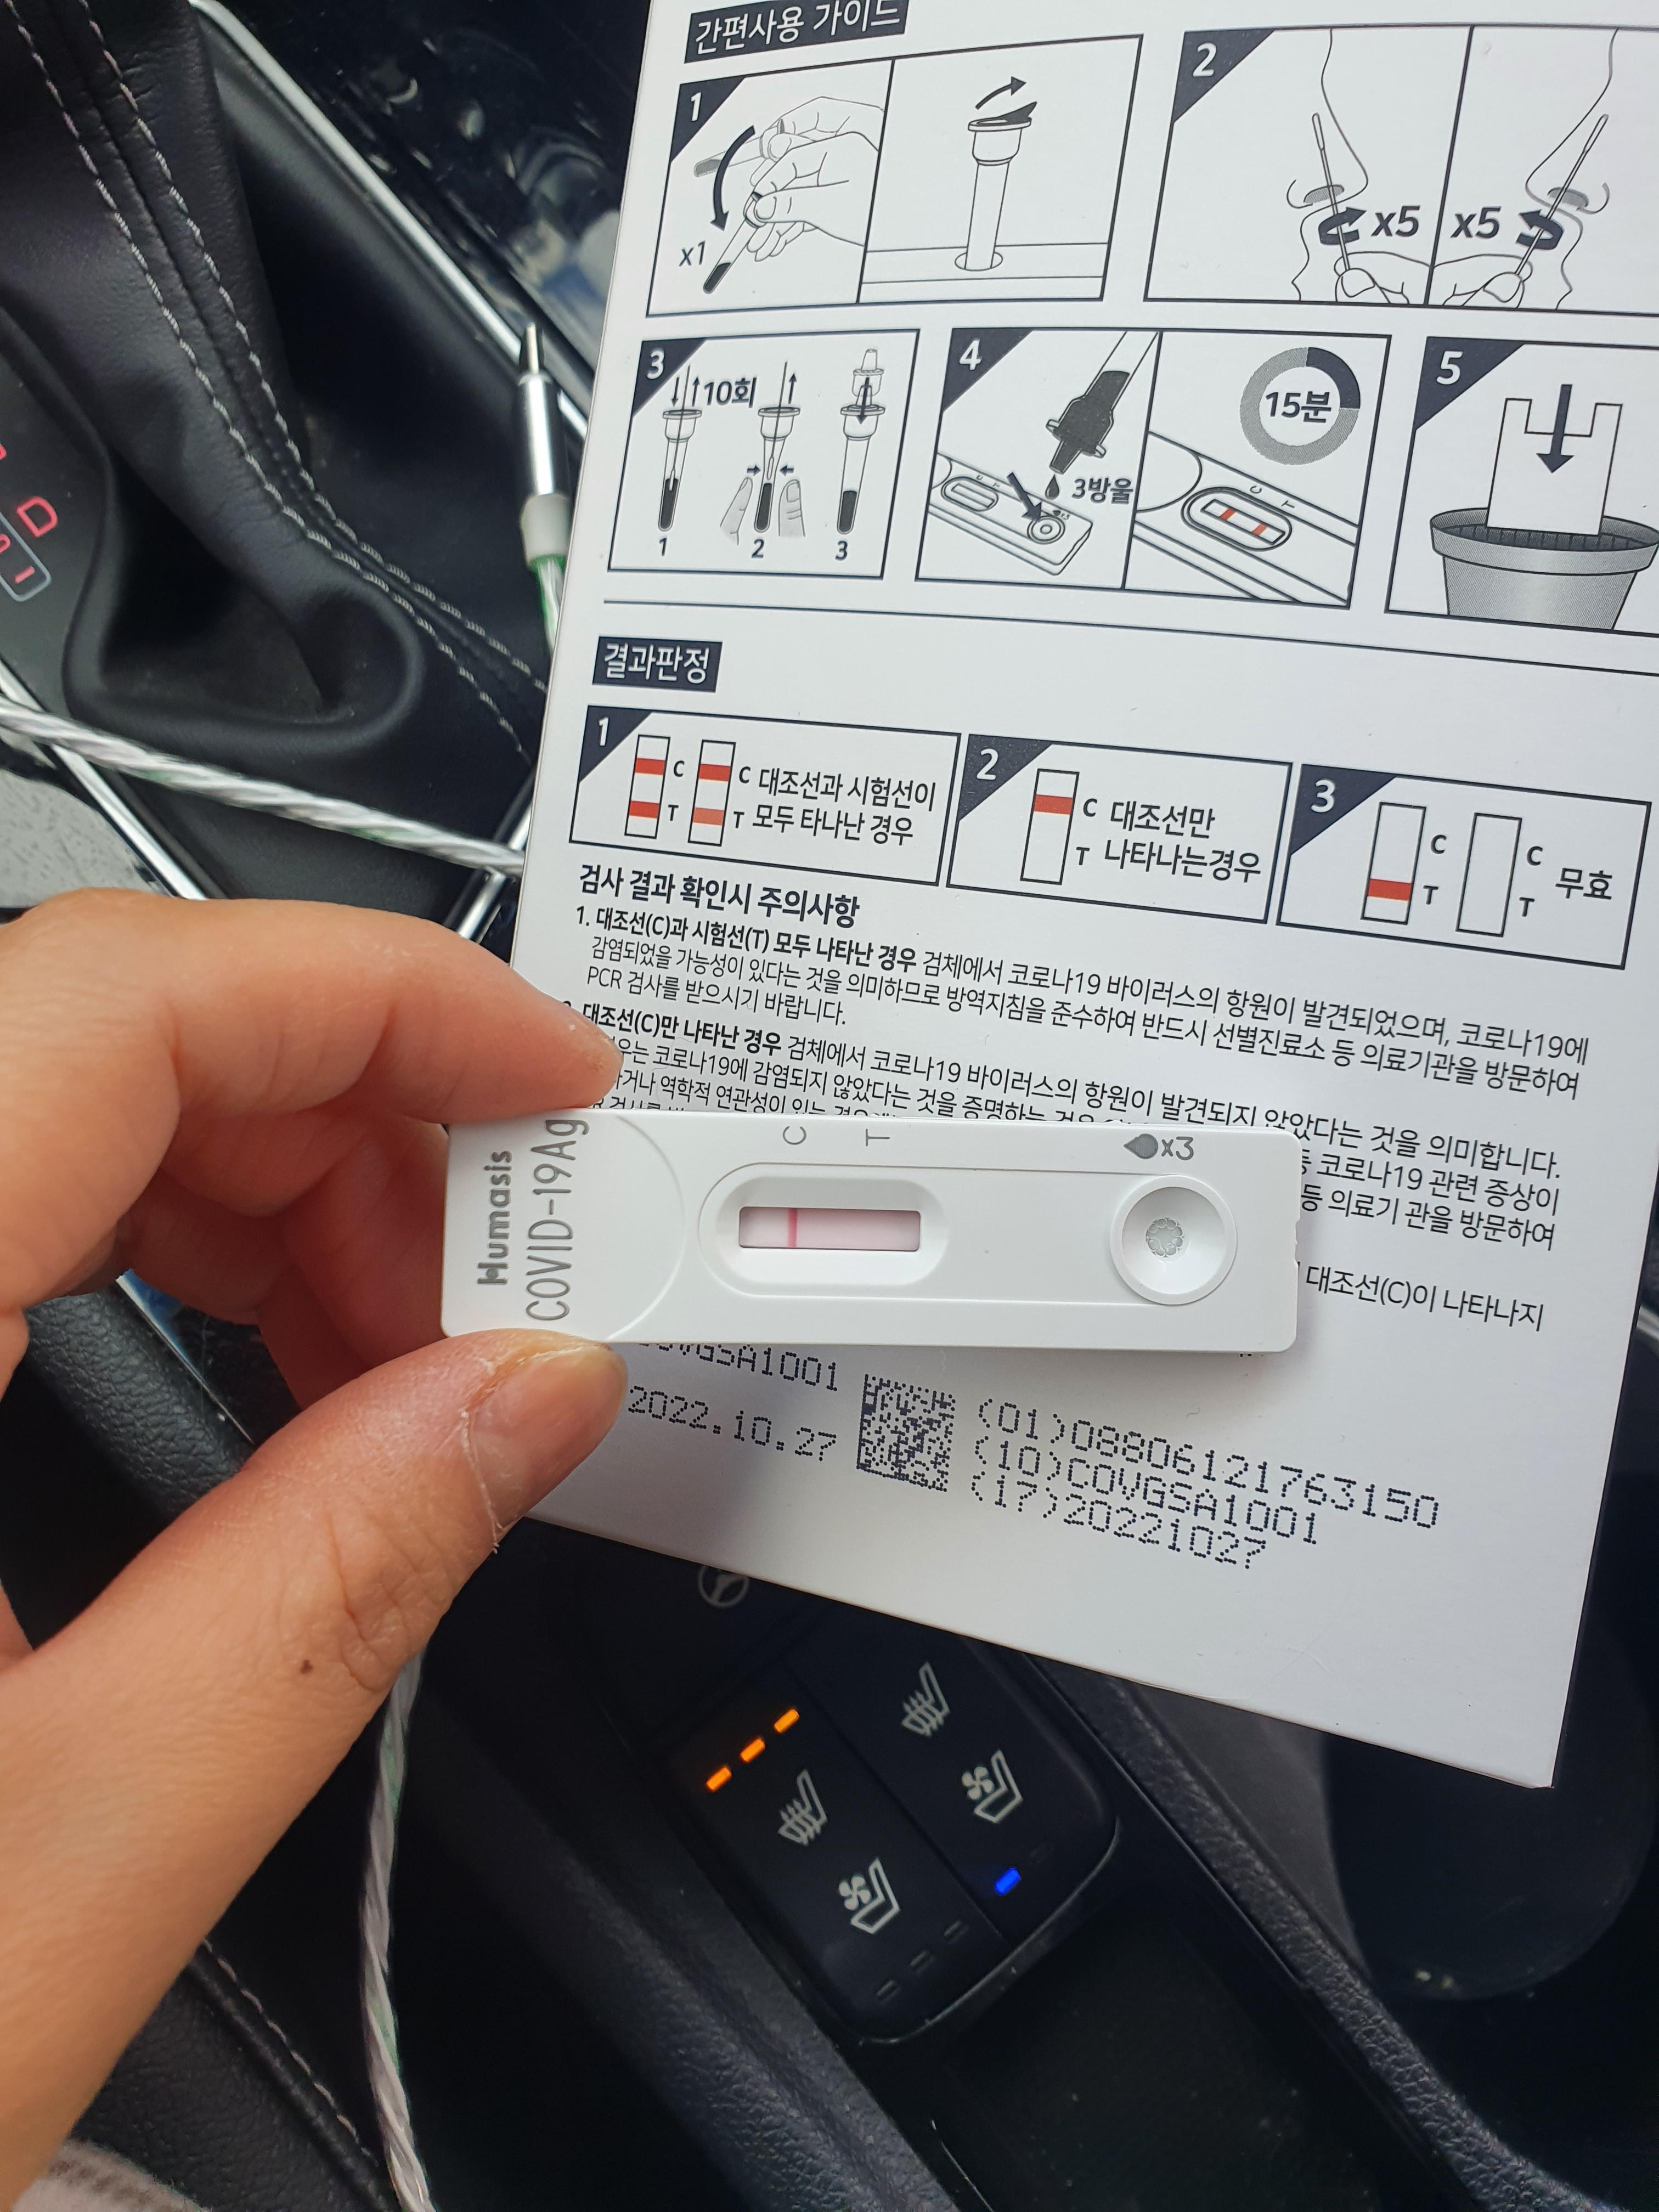 간편사용 가이드
1
x1
2
x5 x5
3
10회
1 2 3
4
3방울
C T
15분
C T
5
결과판정
1
C C 대조선과 시험선이
T T 모두 타나난 경우
2
C 대조선만
T 나타나는경우
3
C C 무효
T T
검사 결과 확인시 주의사항
1. 대조선(C)과 시험선(T) 모두 나타난 경우 검체에서 코로나19 바이러스의 항원이 발견되었으며, 코로나19에
감염되었을 가능성이 있다는 것을 의미하므로 방역지침을 준수하여 반드시 선별진료소 등 의료기관을 방문하여
PCR 검사를 받으시기 바랍니다.
대조선(C)만 나타난 경우 검체에서 코로나19 바이러스의 항원이 발견되지 않았다는 것을 의미합니다.
코로나19에 감염되지 않았다는 것을 증명하는 코로나19 관련 증상이
역학적 연관성이 있는 등 의료기 관을 방문하여
대조선(C)이 나타나지
Humasis
COVID-19Ag
C T
x3
COVGSA1001
2022.10.27
(01)08806121763150
(10)COVGSA1001
(17)20221027
D